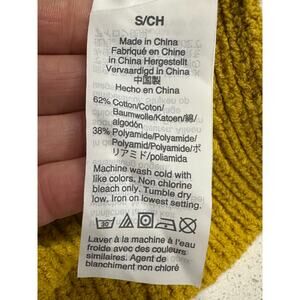 S/CH
Made in China
Fabriqué en Chine
In China Hergestellt
Vervaardigd in China
中国製
Hecho en China
62% Cotton/Coton/
Baumwolle/Katoen/綿/
algodón
38% Polyamide/Polyamide/
Polyamid/Polyamide/ポ
リアミド/poliamida
Machine wash cold with
like colors. Non chlorine
bleach only. Tumble dry
low. Iron on lowest setting.
30
Laver à la machine à l'eau
froide avec des couleurs
similaires. Agent de
blanchiment non chloré